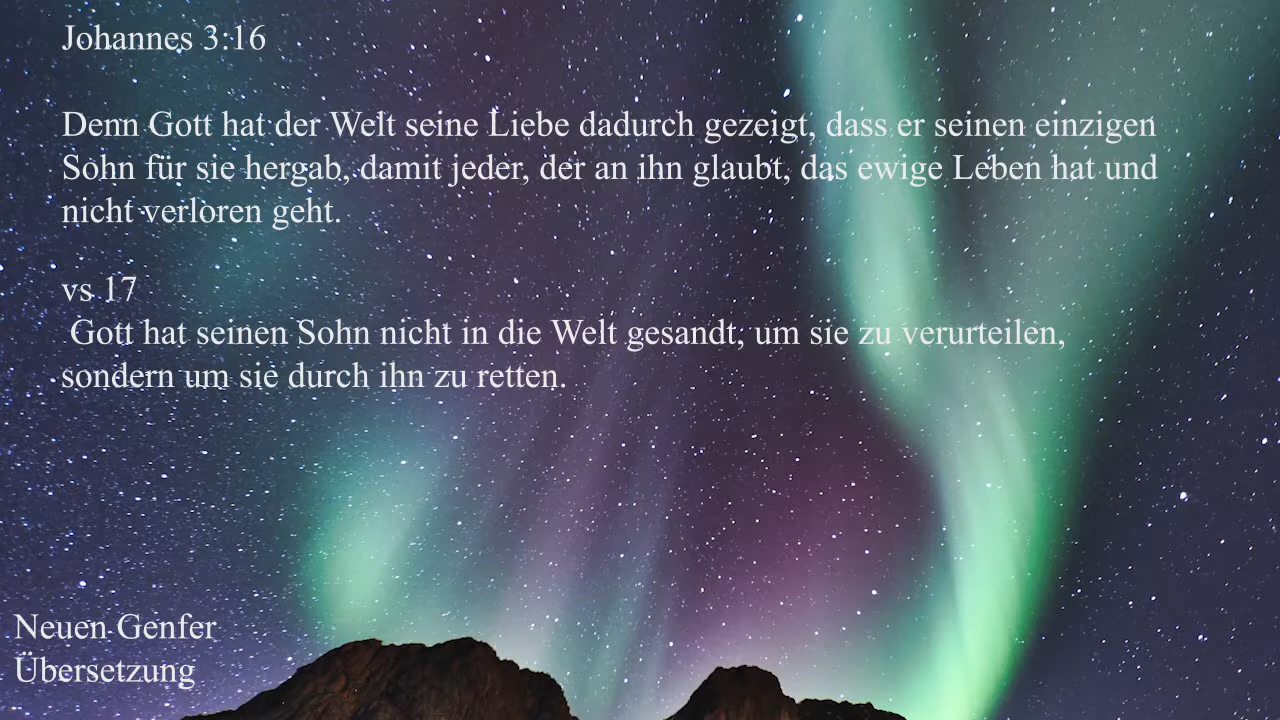 Johannes 3:16
Denn Gott hat der Welt seine Liebe dadurch gezeigt, dass er seinen einzigen
Sohn für sie hergab, damit jeder, der an ihn glaubt, das ewige Leben hat und
nicht verloren geht.
vs 17
Gott hat seinen Sohn nicht in die Welt gesandt, um sie zu verurteilen,
sondern um sie durch ihn zu retten.
Neuen Genfer
Übersetzung